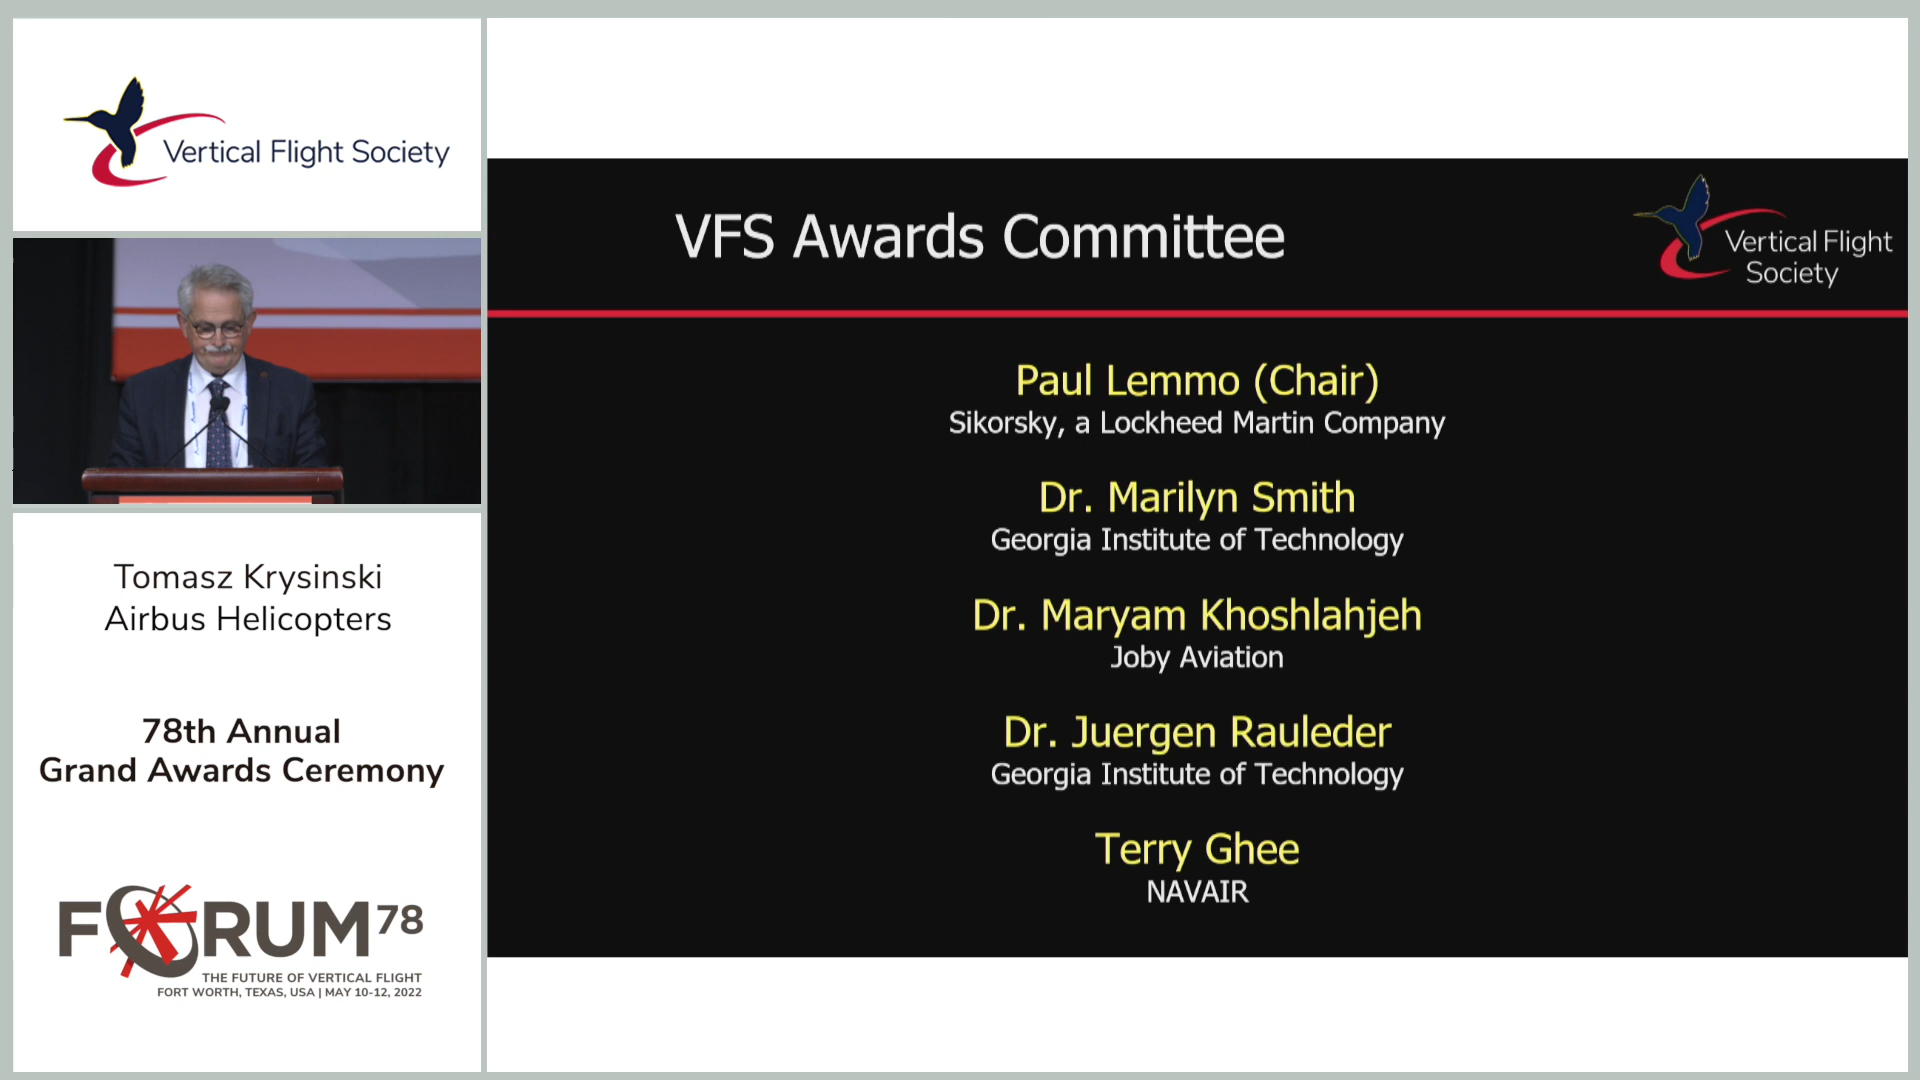 Vertical Flight Society
Tomasz Krysinski
Airbus Helicopters
78th Annual
Grand Awards Ceremony
FORUM 78
THE FUTURE OF VERTICAL FLIGHT
FORT WORTH, TEXAS, USA | MAY 10-12, 2022
VFS Awards Committee
Vertical Flight
Society
Paul Lemmo (Chair)
Sikorsky, a Lockheed Martin Company
Dr. Marilyn Smith
Georgia Institute of Technology
Dr. Maryam Khoshlahjeh
Joby Aviation
Dr. Juergen Rauleder
Georgia Institute of Technology
Terry Ghee
NAVAIR